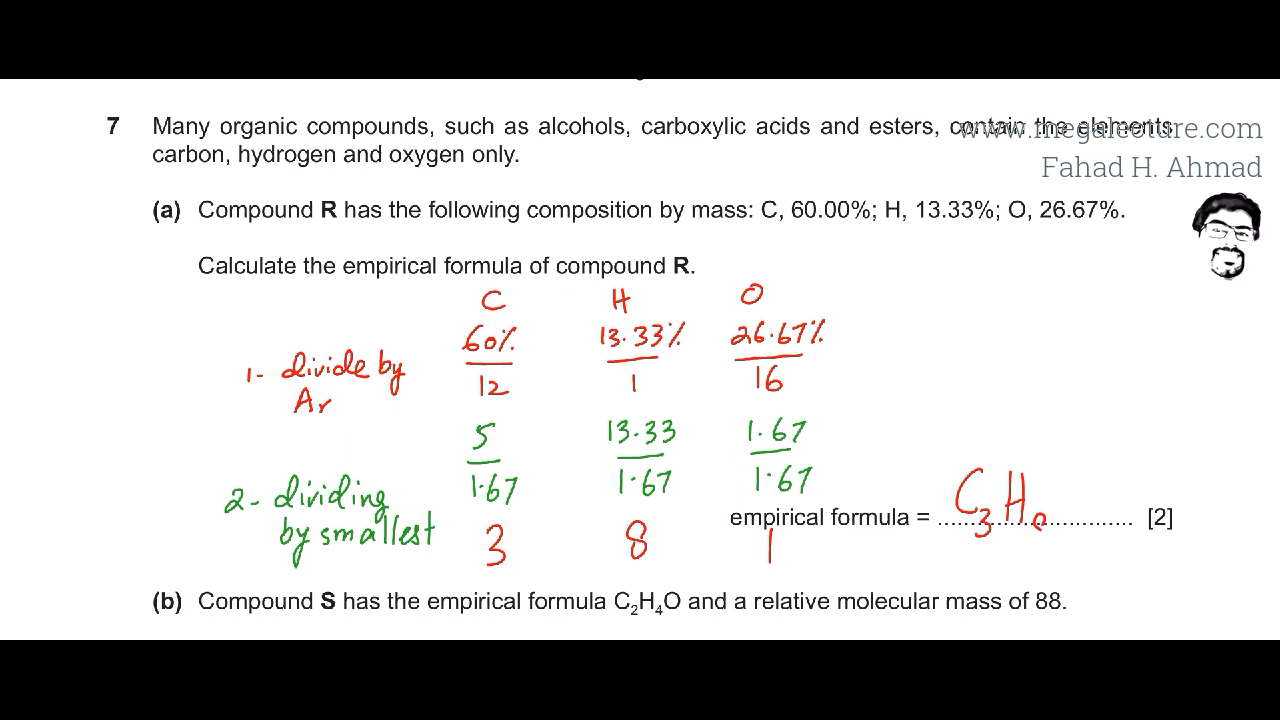 7 Many organic compounds, such as alcohols, carboxylic acids and esters, contain the elements
www.megalecture.com
carbon, hydrogen and oxygen only.
Fahad H. Ahmad
(a) Compound R has the following composition by mass: C, 60.00%; H, 13.33%; O, 26.67%.
Calculate the empirical formula of compound R.
C H O
60% 13.33% 26.67%
1- divide by
Ar
12 1 16
5 13.33 1.67
1.67 1.67 1.67
2- dividing
by smallest
3 8 1
empirical formula = .............................. [2]
C3H
(b) Compound S has the empirical formula C₂H₄O and a relative molecular mass of 88.